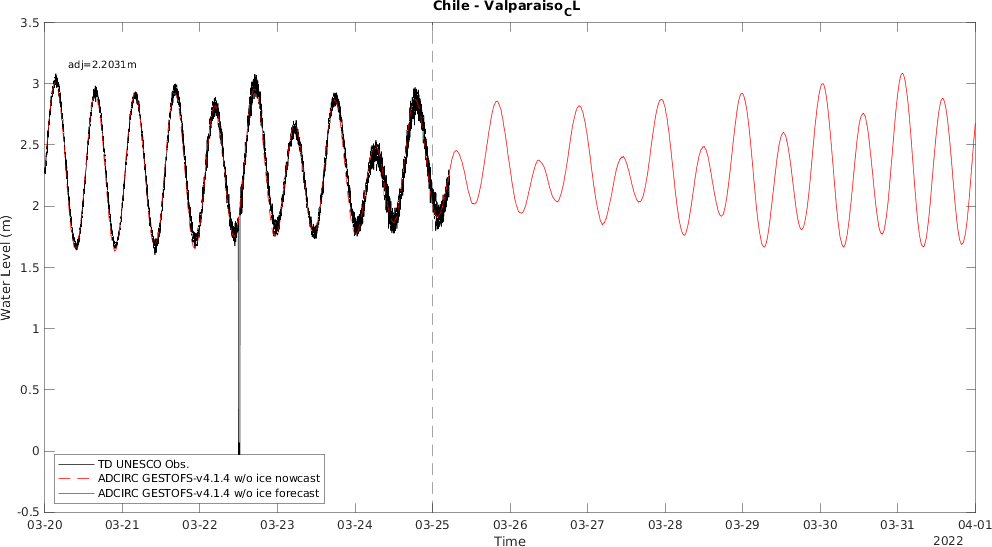 Chile - Valparaiso_CL
3.5
adj=2.2031m
3
2.5
2
1.5
1
0.5
0
-0.5
Water Level (m)
TD UNESCO Obs.
ADCIRC GESTOFS-v4.1.4 w/o ice nowcast
ADCIRC GESTOFS-v4.1.4 w/o ice forecast
03-20 03-21 03-22 03-23 03-24 03-25 03-26 03-27 03-28 03-29 03-30 03-31 04-01
Time
2022